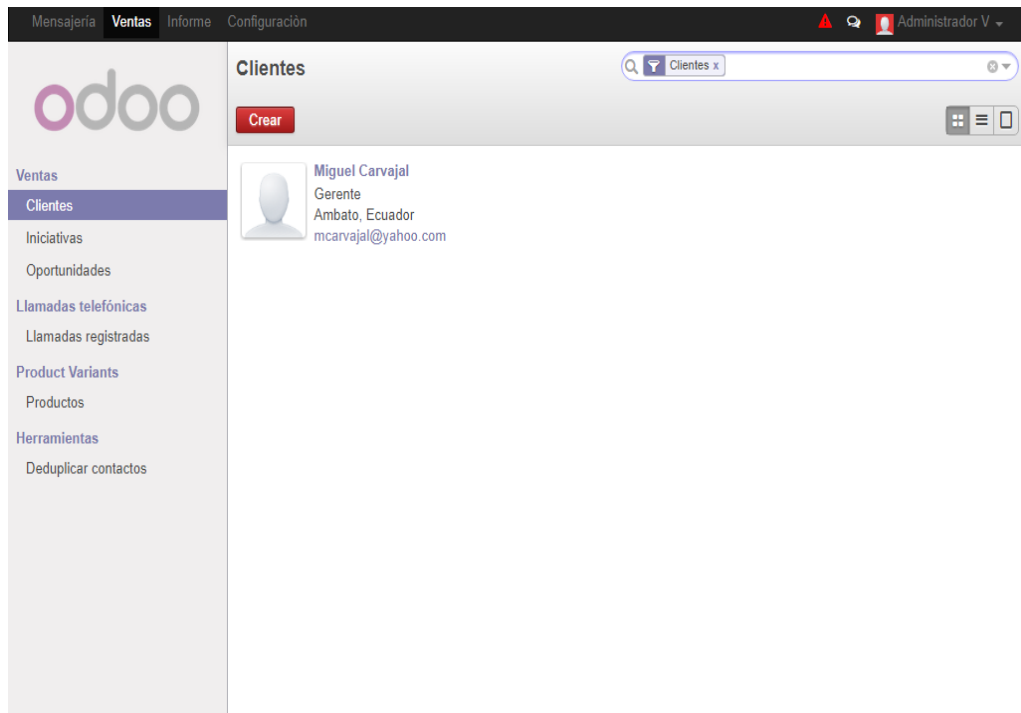 Mensajería Ventas Informe Configuración Administrador V
odoo
Clientes
Clientes x
Crear
Ventas
Clientes
Iniciativas
Oportunidades
Llamadas telefónicas
Llamadas registradas
Product Variants
Productos
Herramientas
Deduplicar contactos
Miguel Carvajal
Gerente
Ambato, Ecuador
mcarvajal@yahoo.com